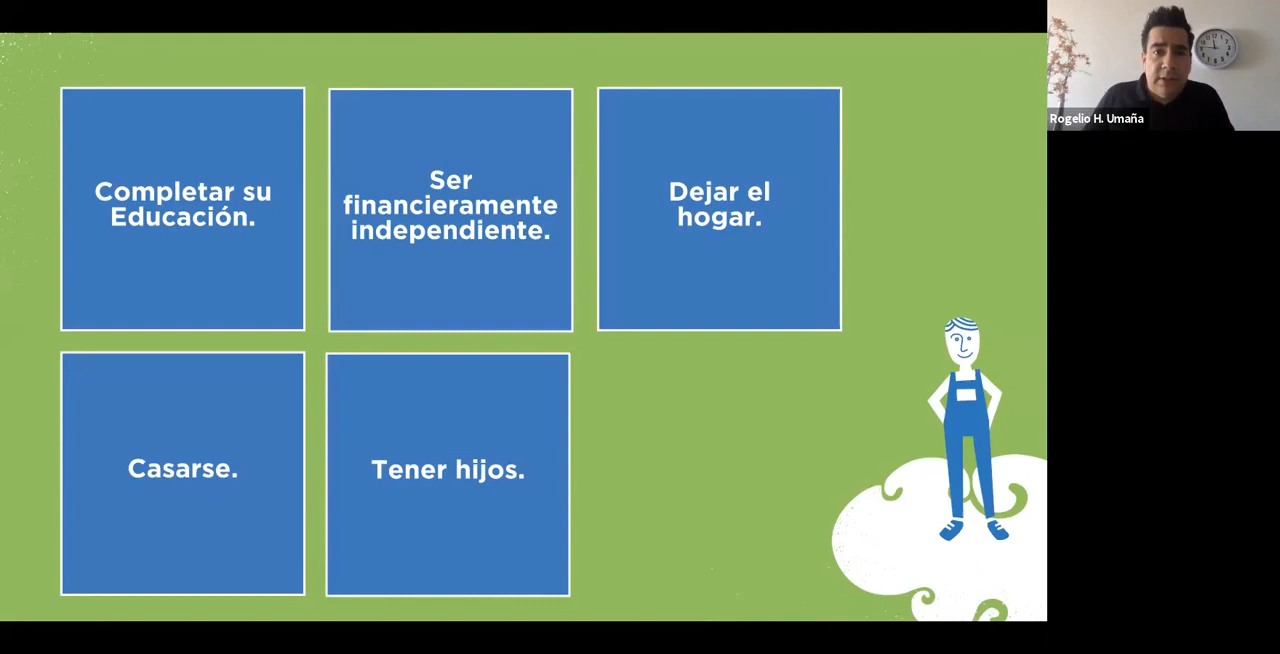 Completar su
Educación.
Ser
financieramente
independiente.
Dejar el
hogar.
Casarse.
Tener hijos.
Rogelio H. Umaña